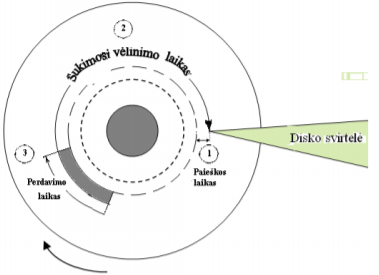 2
Šukimosi vėlinimo laikas
Disko svirtelė
3
1
Perdavimo
laikas
Paieškos
laikas